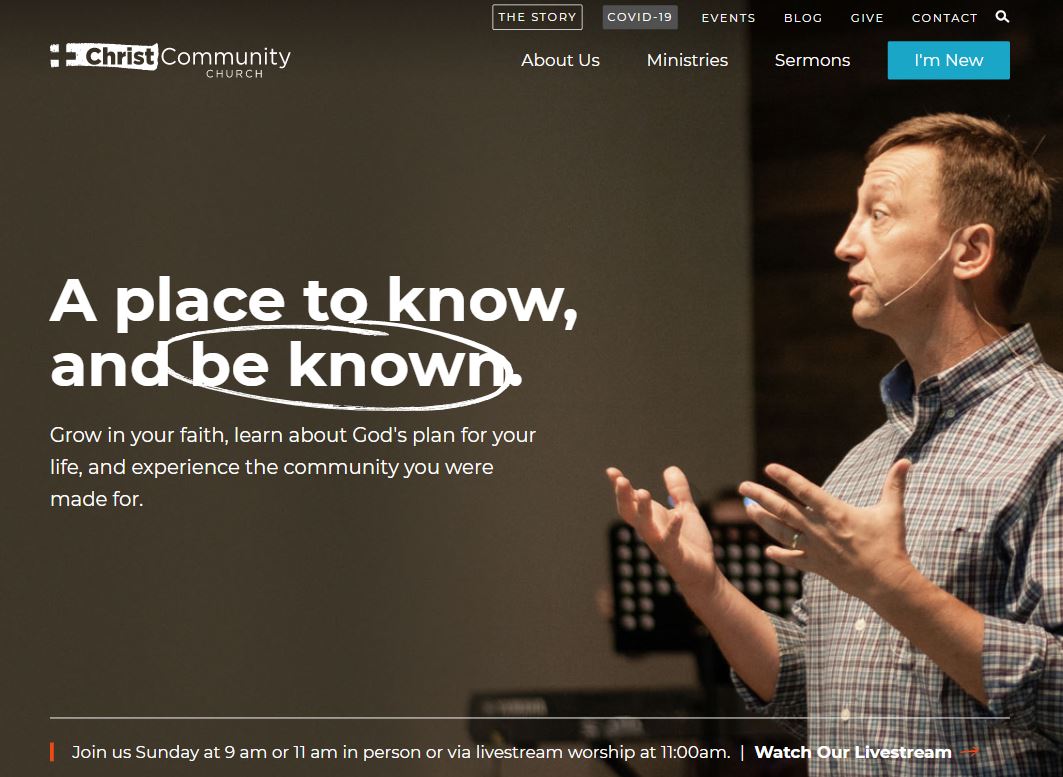 THE STORY COVID-19 EVENTS BLOG GIVE CONTACT
Christ Community
CHURCH
About Us Ministries Sermons I'm New
A place to know,
and be known.
Grow in your faith, learn about God's plan for your
life, and experience the community you were
made for.
Join us Sunday at 9 am or 11 am in person or via livestream worship at 11:00am. | Watch Our Livestream →